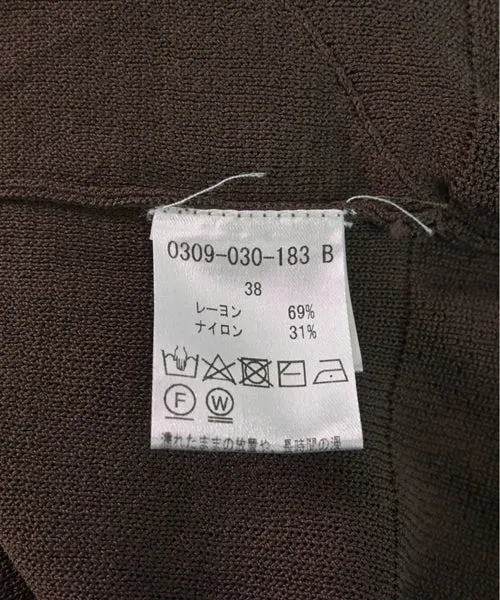 0309-030-183 B
38
レーヨン 69%
ナイロン 31%
F W
濡れたままの放置や、長時間の浸